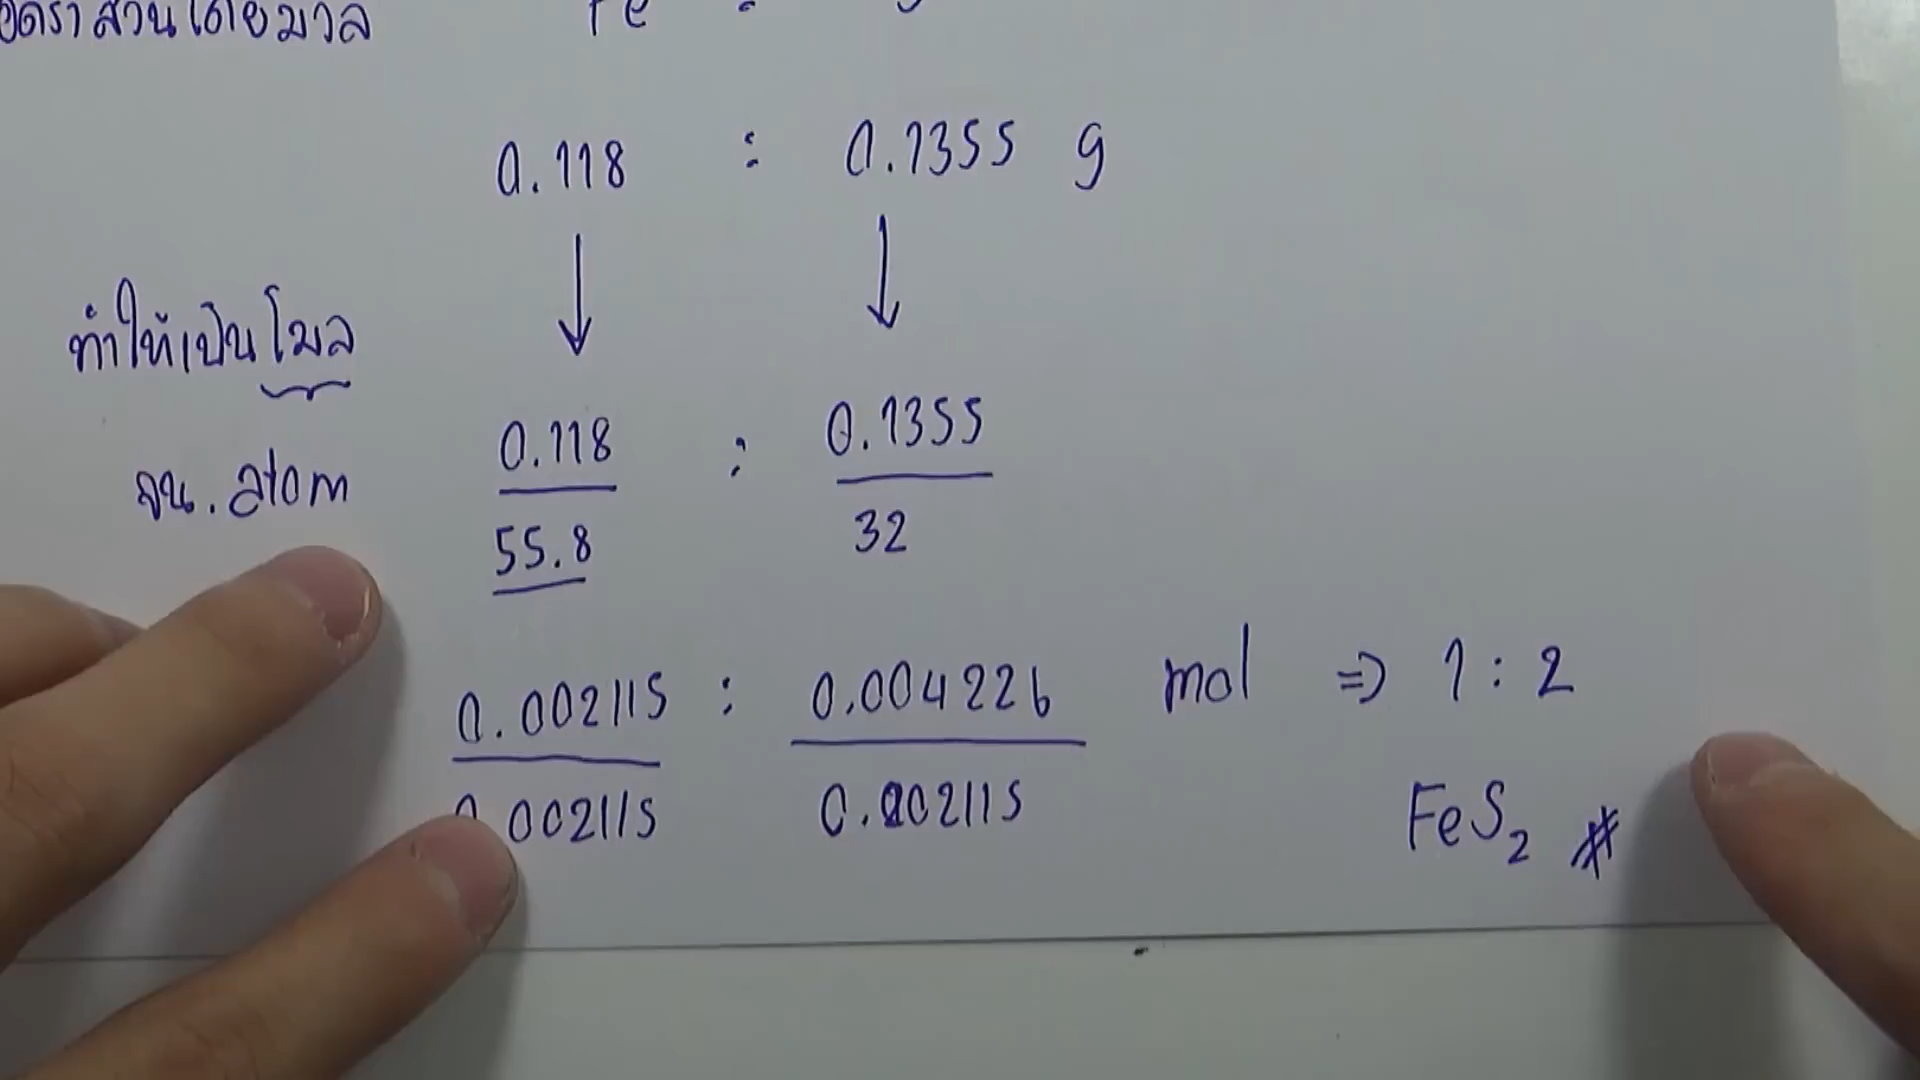 อัตราส่วนโดยมวล Fe : S
0.118 : 0.1355 g
ทำให้เป็นโมล
0.118 : 0.1355
จน. atom
55.8 32
0.002115 : 0.004226 mol ⇒ 1 : 2
0.002115 0.002115
FeS₂ #